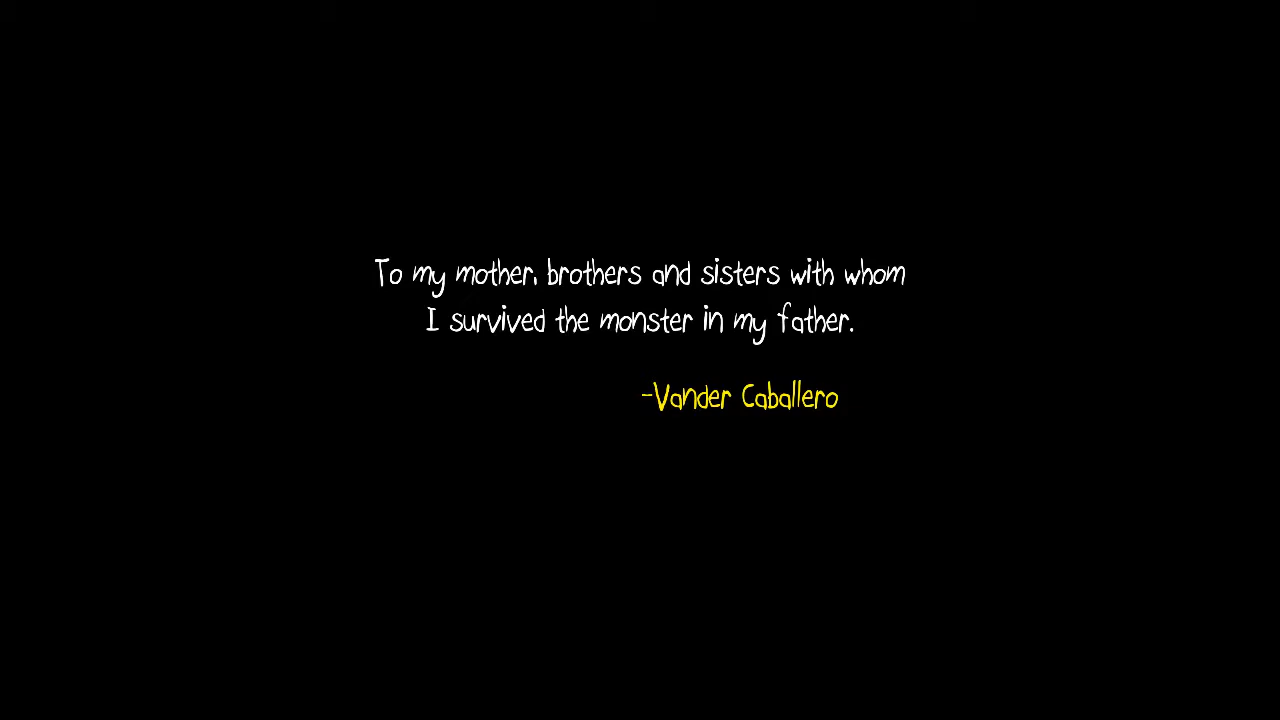 To my mother, brothers and sisters with whom
I survived the monster in my father.
-Vander Caballero